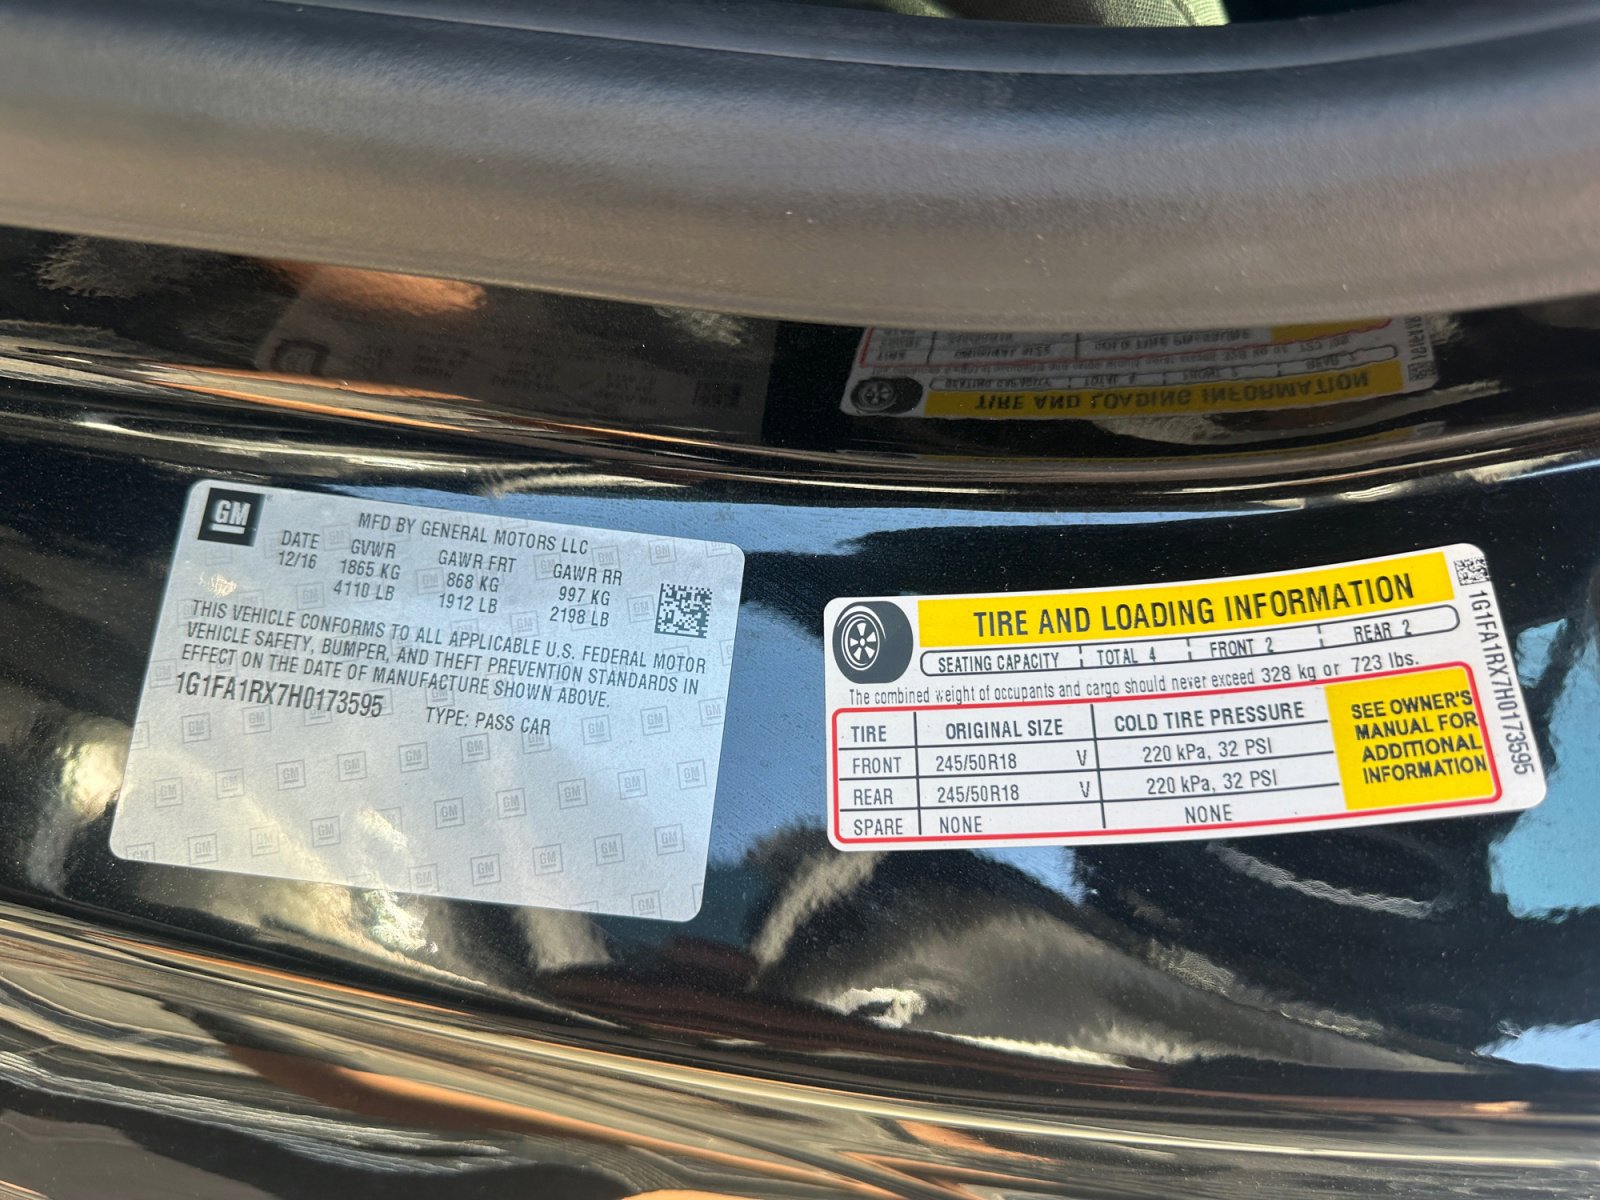 GM
MFD BY GENERAL MOTORS LLC
DATE GVWR GAWR FRT GAWR RR
12/16 1865 KG 868 KG 997 KG
4110 LB 1912 LB 2198 LB
THIS VEHICLE CONFORMS TO ALL APPLICABLE U.S. FEDERAL MOTOR
VEHICLE SAFETY, BUMPER, AND THEFT PREVENTION STANDARDS IN
EFFECT ON THE DATE OF MANUFACTURE SHOWN ABOVE.
1G1FA1RX7H0173595 TYPE: PASS CAR
TIRE AND LOADING INFORMATION
SEATING CAPACITY TOTAL 4 FRONT 2 REAR 2
The combined weight of occupants and cargo should never exceed 328 kg or 723 lbs.
TIRE ORIGINAL SIZE COLD TIRE PRESSURE
FRONT 245/50R18 V 220 kPa, 32 PSI
REAR 245/50R18 V 220 kPa, 32 PSI
SPARE NONE NONE
SEE OWNER'S
MANUAL FOR
ADDITIONAL
INFORMATION
1G1FA1RX7H0173595